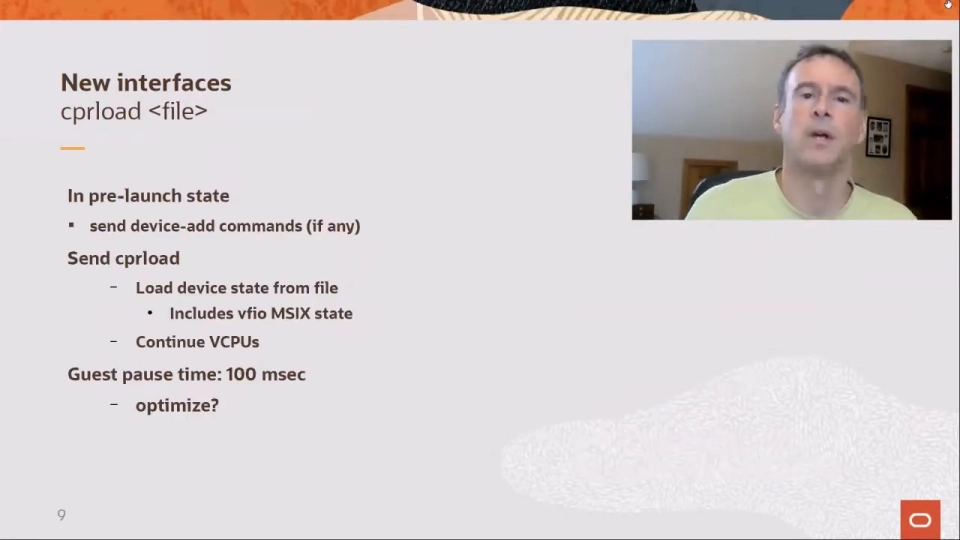 New interfaces
cprload <file>
In pre-launch state
▪ send device-add commands (if any)
Send cprload
– Load device state from file
• Includes vfio MSIX state
– Continue VCPUs
Guest pause time: 100 msec
– optimize?
9